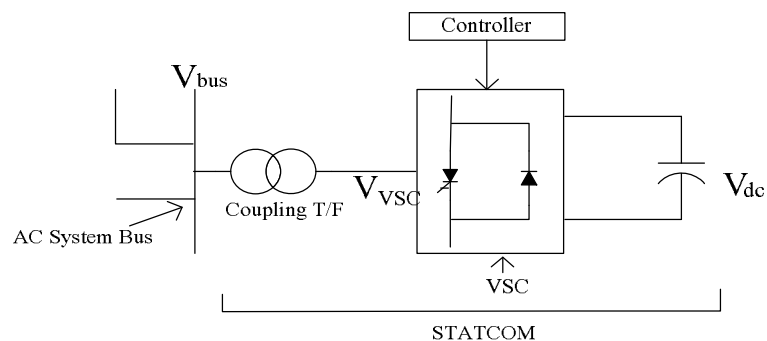 Controller
Vbus
VVSC
Vdc
Coupling T/F
AC System Bus
VSC
STATCOM